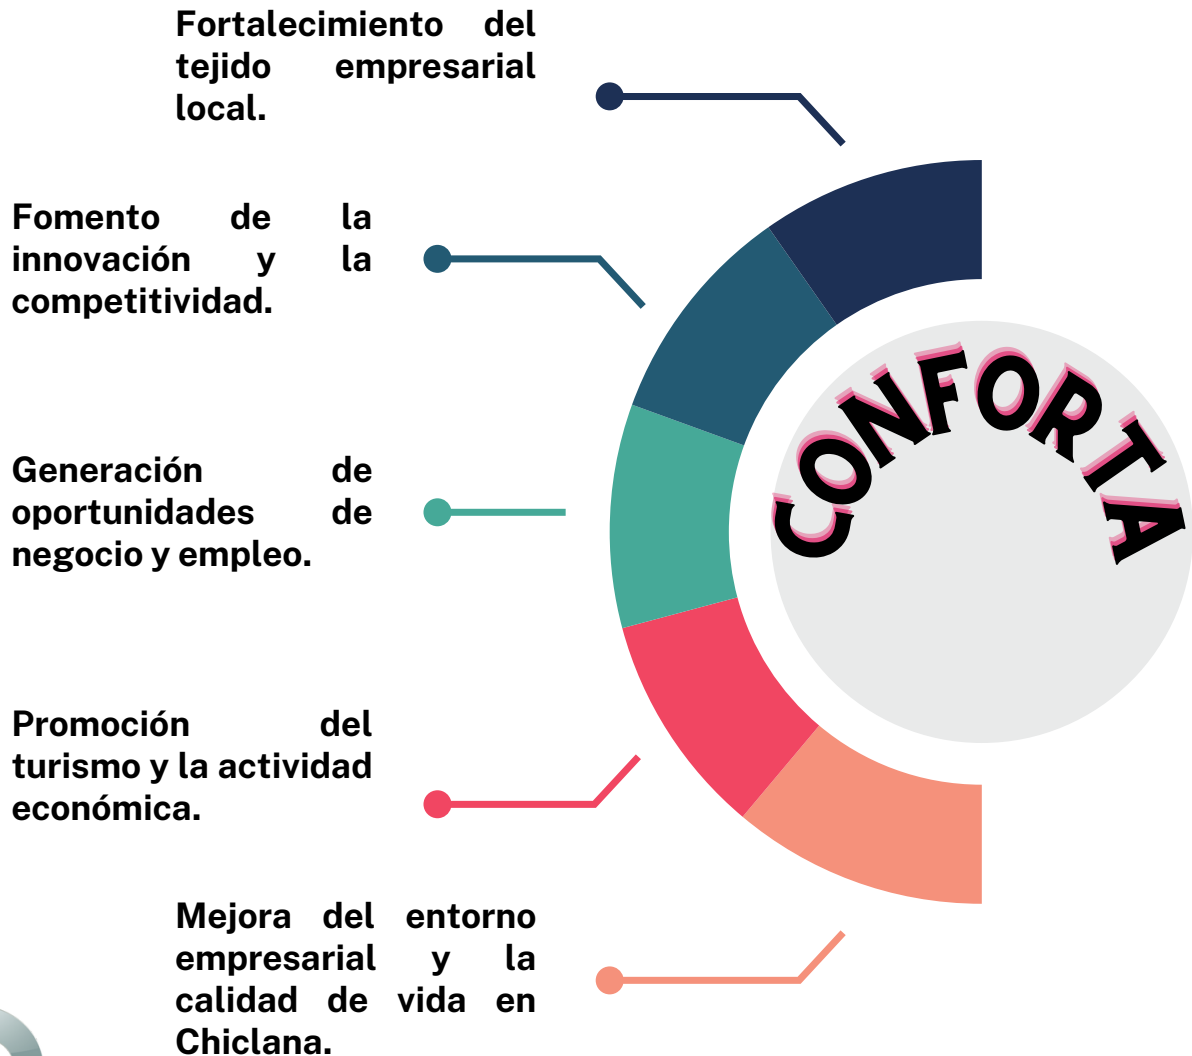 Fortalecimiento del
tejido empresarial
local.
Fomento de la
innovación y la
competitividad.
Generación de
oportunidades de
negocio y empleo.
Promoción del
turismo y la actividad
económica.
Mejora del entorno
empresarial y la
calidad de vida en
Chiclana.
CONFORTA